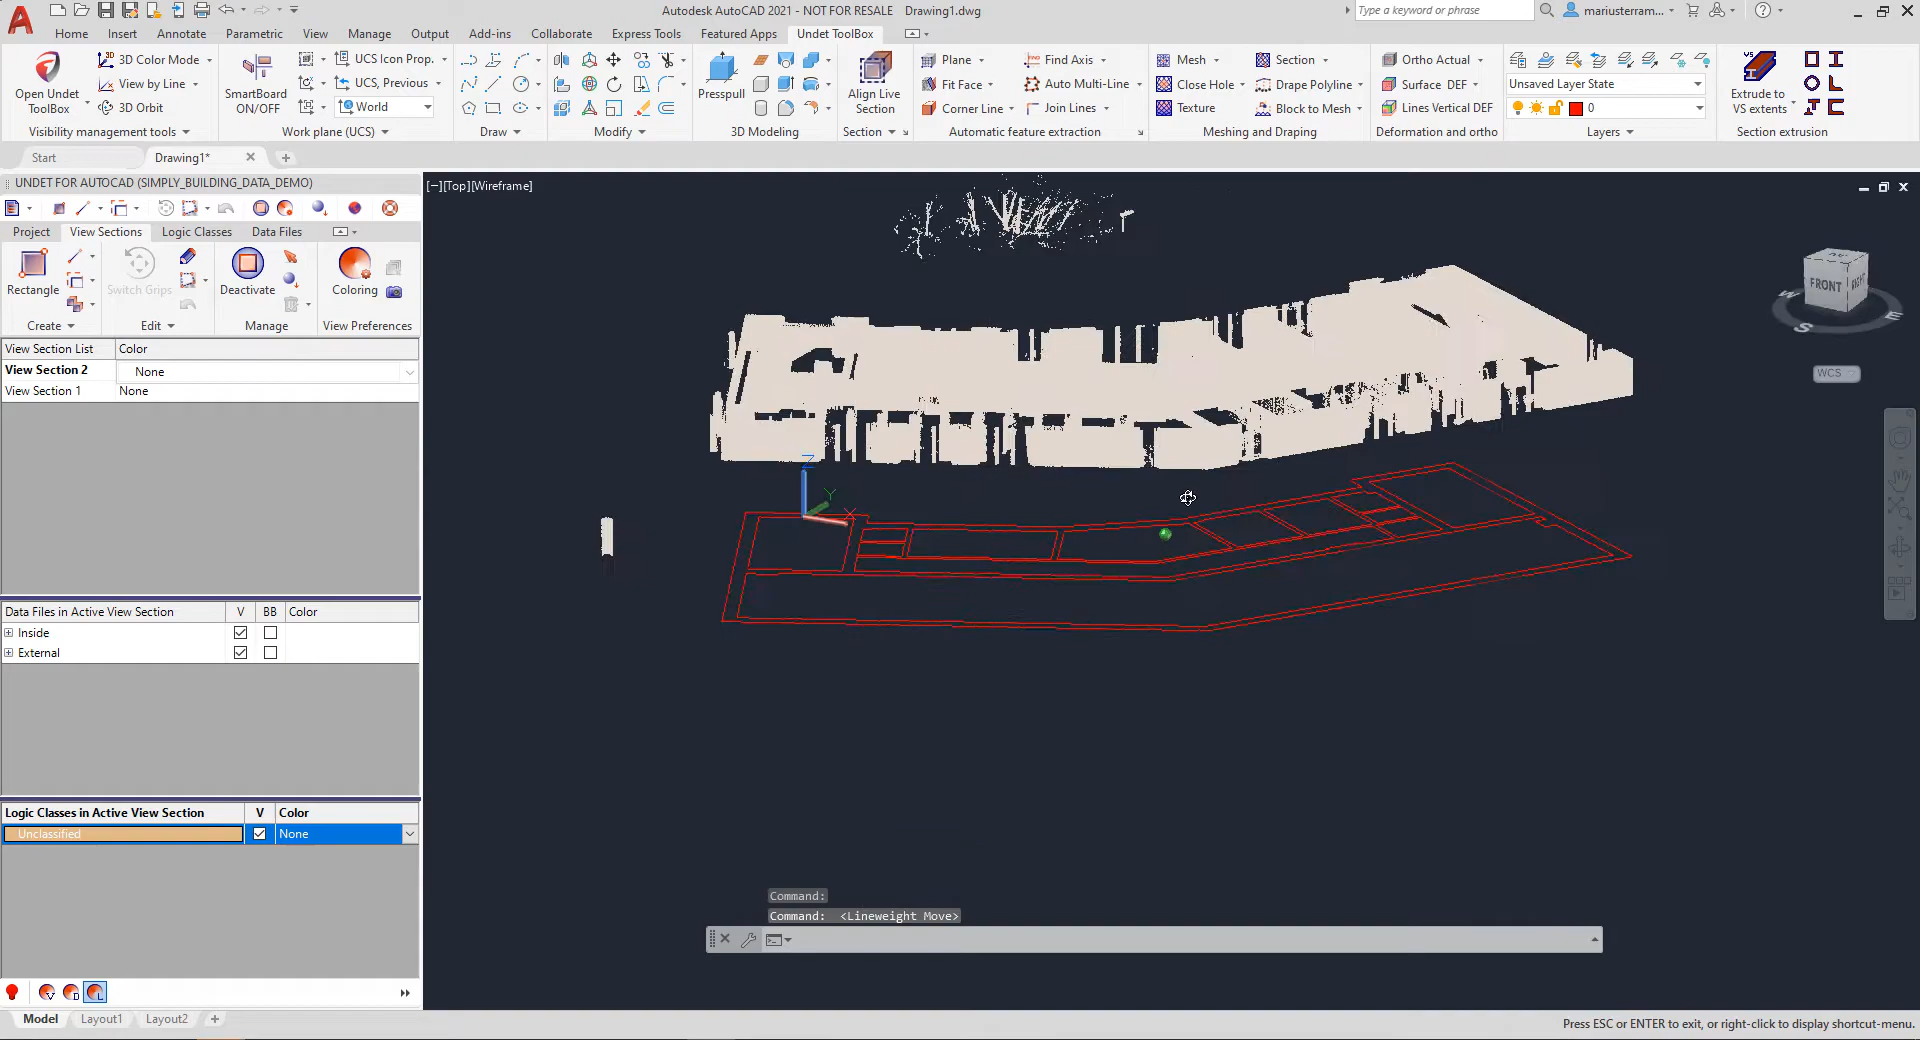 Autodesk AutoCAD 2021 - NOT FOR RESALE Drawing1.dwg
Type a keyword or phrase
mariusterram...
Home Insert Annotate Parametric View Manage Output Add-ins Collaborate Express Tools Featured Apps Undet ToolBox
Open Undet ToolBox
3D Color Mode
View by Line
3D Orbit
Visibility management tools
SmartBoard ON/OFF
UCS Icon Prop.
UCS, Previous
World
Work plane (UCS)
Draw
Modify
Presspull
3D Modeling
Align Live Section
Section
Plane
Fit Face
Corner Line
Find Axis
Auto Multi-Line
Join Lines
Automatic feature extraction
Mesh
Close Hole
Texture
Section
Drape Polyline
Block to Mesh
Meshing and Draping
Ortho Actual
Surface DEF
Lines Vertical DEF
Deformation and ortho
Unsaved Layer State
0
Layers
Extrude to VS extents
Section extrusion
Start
Drawing1*
UNDET FOR AUTOCAD (SIMPLY_BUILDING_DATA_DEMO)
Project View Sections Logic Classes Data Files
Rectangle
Create
Switch Grips
Edit
Deactivate
Manage
Coloring
View Preferences
View Section List Color
View Section 2 None
View Section 1 None
Data Files in Active View Section V BB Color
Inside
External
Logic Classes in Active View Section V Color
Unclassified None
[−][Top][Wireframe]
FRONT
RIGHT
W
S
E
WCS
Z
Y
X
Command:
Command: <Lineweight Move>
Model Layout1 Layout2
Press ESC or ENTER to exit, or right-click to display shortcut-menu.